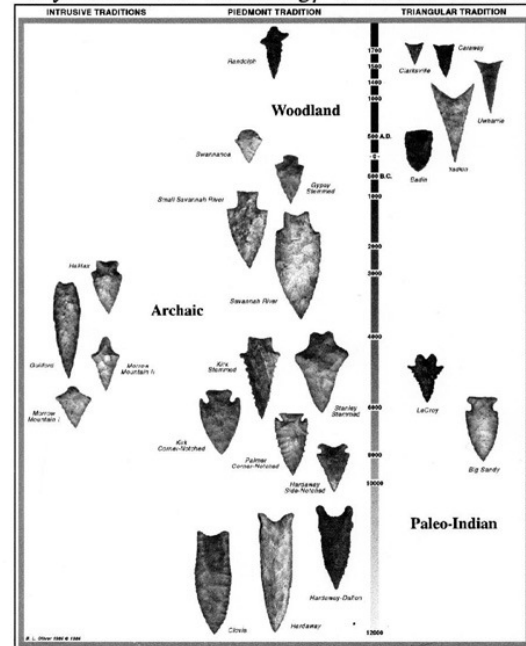 INTRUSIVE TRADITIONS
PIEDMONT TRADITION
TRIANGULAR TRADITION
Randolph
1700
1500
1400
1000
Clarksville
Caraway
Uwharrie
Woodland
Swannanoa
500 A.D.
-0-
500 B.C.
1000
Yadkin
Badin
Gypsy
Stemmed
Small Savannah River
2000
Savannah River
3000
Halifax
Archaic
4000
Guilford
Morrow
Mountain II
Morrow
Mountain I
Kirk
Stemmed
Stanley
Stemmed
LeCroy
6000
Kirk
Corner-Notched
Palmer
Corner-Notched
8000
Big Sandy
Hardaway
Side-Notched
10000
Paleo-Indian
Hardaway-Dalton
Clovis
Hardaway
12000